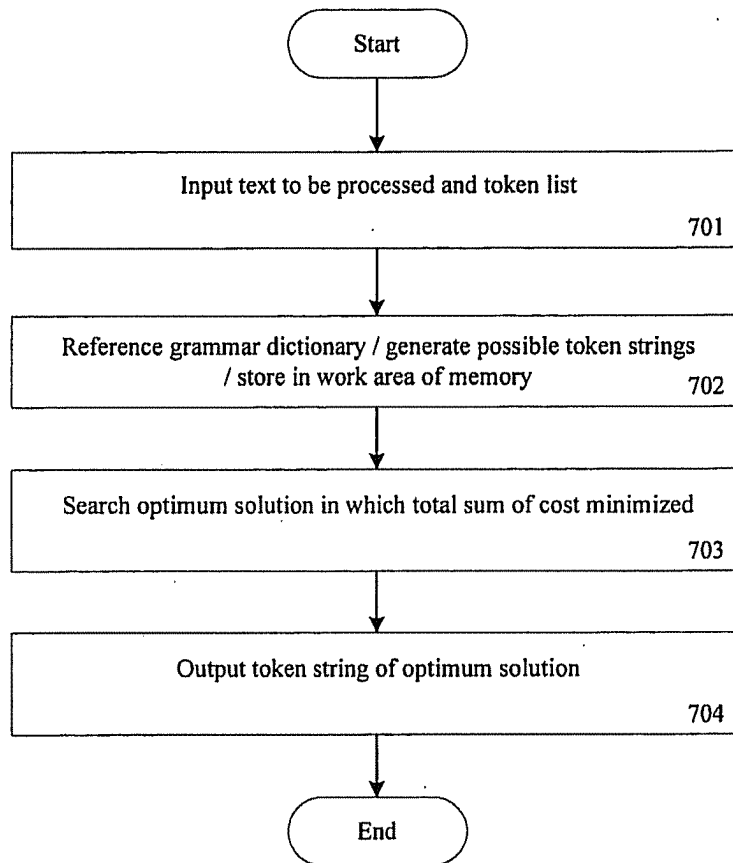 Start
Input text to be processed and token list
701
Reference grammar dictionary / generate possible token strings
/ store in work area of memory
702
Search optimum solution in which total sum of cost minimized
703
Output token string of optimum solution
704
End